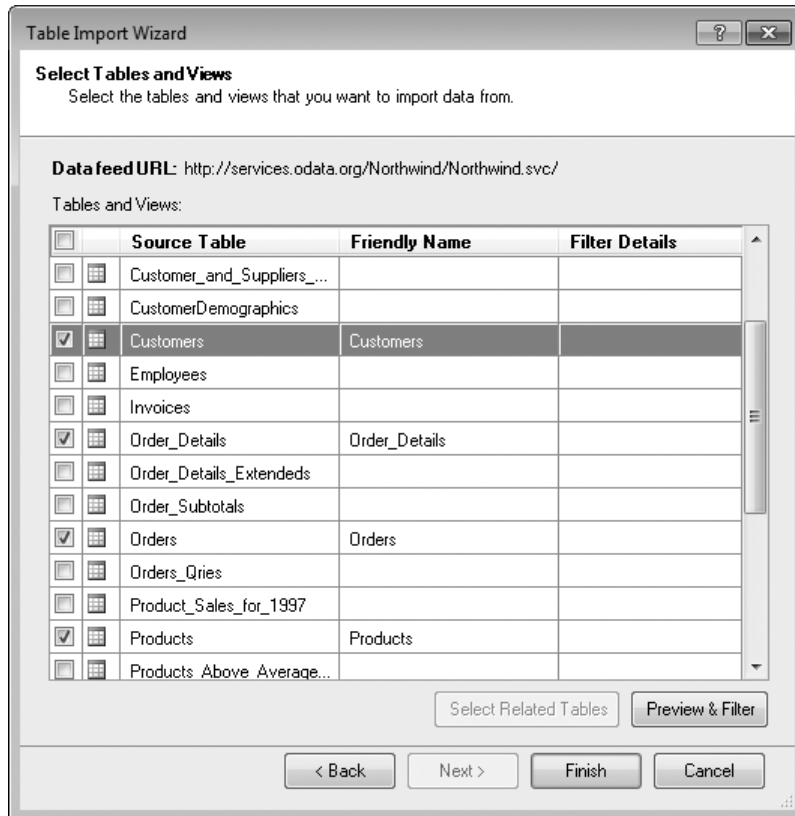 Table Import Wizard
Select Tables and Views
Select the tables and views that you want to import data from.
Data feed URL: http://services.odata.org/Northwind/Northwind.svc/
Tables and Views:
Source Table Friendly Name Filter Details
Customer_and_Suppliers_...
CustomerDemographics
Customers Customers
Employees
Invoices
Order_Details Order_Details
Order_Details_Extendeds
Order_Subtotals
Orders Orders
Orders_Qries
Product_Sales_for_1997
Products Products
Products_Above_Average...
Select Related Tables Preview & Filter
< Back Next > Finish Cancel